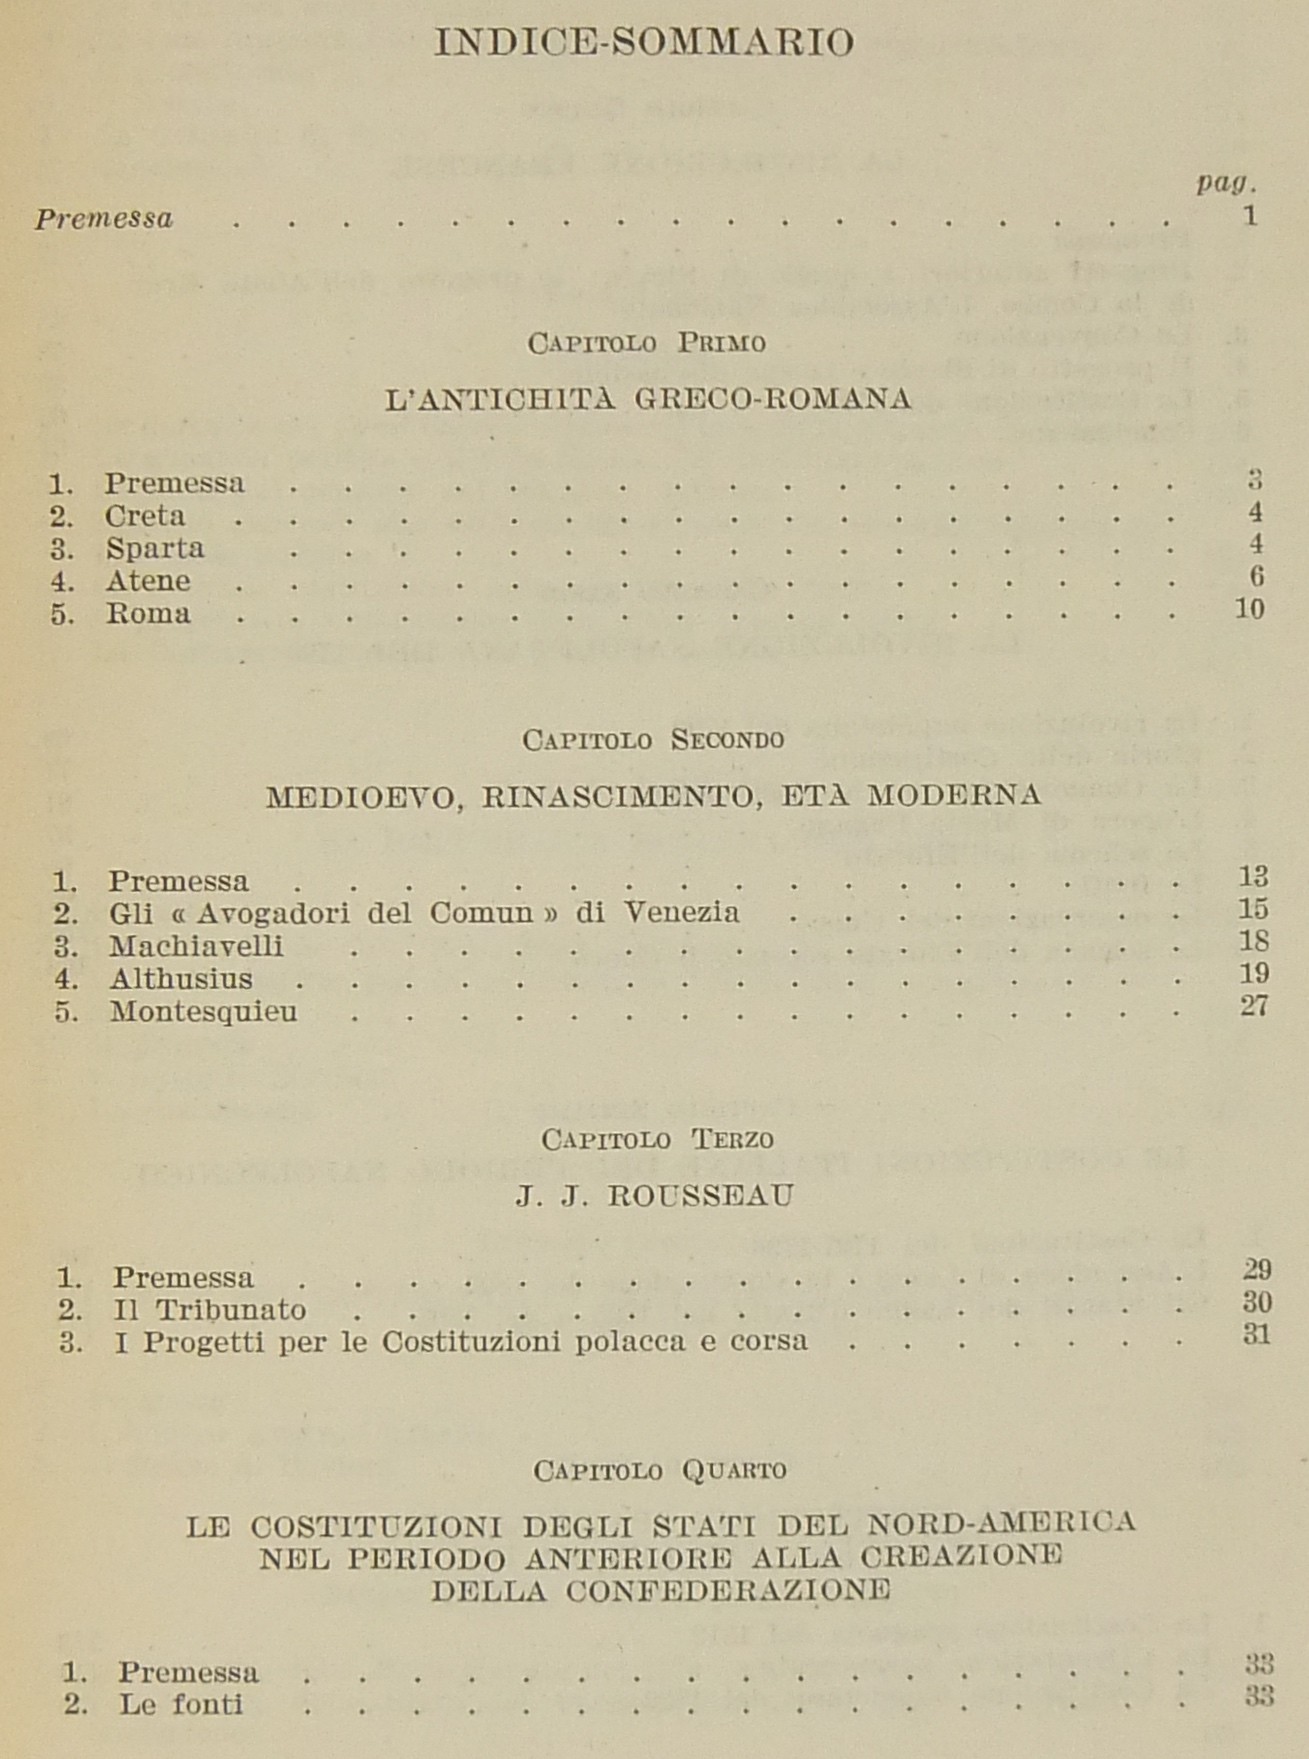 INDICE-SOMMARIO
pag.
Premessa . . . . . . . . . . . . . . . . . . 1
Capitolo Primo
L'ANTICHITÀ GRECO-ROMANA
1. Premessa . . . . . . . . . . . . . . . . . 3
2. Creta . . . . . . . . . . . . . . . . . . 4
3. Sparta . . . . . . . . . . . . . . . . . 4
4. Atene . . . . . . . . . . . . . . . . . . 6
5. Roma . . . . . . . . . . . . . . . . . . 10
Capitolo Secondo
MEDIOEVO, RINASCIMENTO, ETÀ MODERNA
1. Premessa . . . . . . . . . . . . . . . . . 13
2. Gli « Avogadori del Comun » di Venezia . . . . . . . . 15
3. Machiavelli . . . . . . . . . . . . . . . . 18
4. Althusius . . . . . . . . . . . . . . . . . 19
5. Montesquieu . . . . . . . . . . . . . . . . 27
Capitolo Terzo
J. J. ROUSSEAU
1. Premessa . . . . . . . . . . . . . . . . . 29
2. Il Tribunato . . . . . . . . . . . . . . . . 30
3. I Progetti per le Costituzioni polacca e corsa . . . . . . . 31
Capitolo Quarto
LE COSTITUZIONI DEGLI STATI DEL NORD-AMERICA
NEL PERIODO ANTERIORE ALLA CREAZIONE
DELLA CONFEDERAZIONE
1. Premessa . . . . . . . . . . . . . . . . . 33
2. Le fonti . . . . . . . . . . . . . . . . . 33